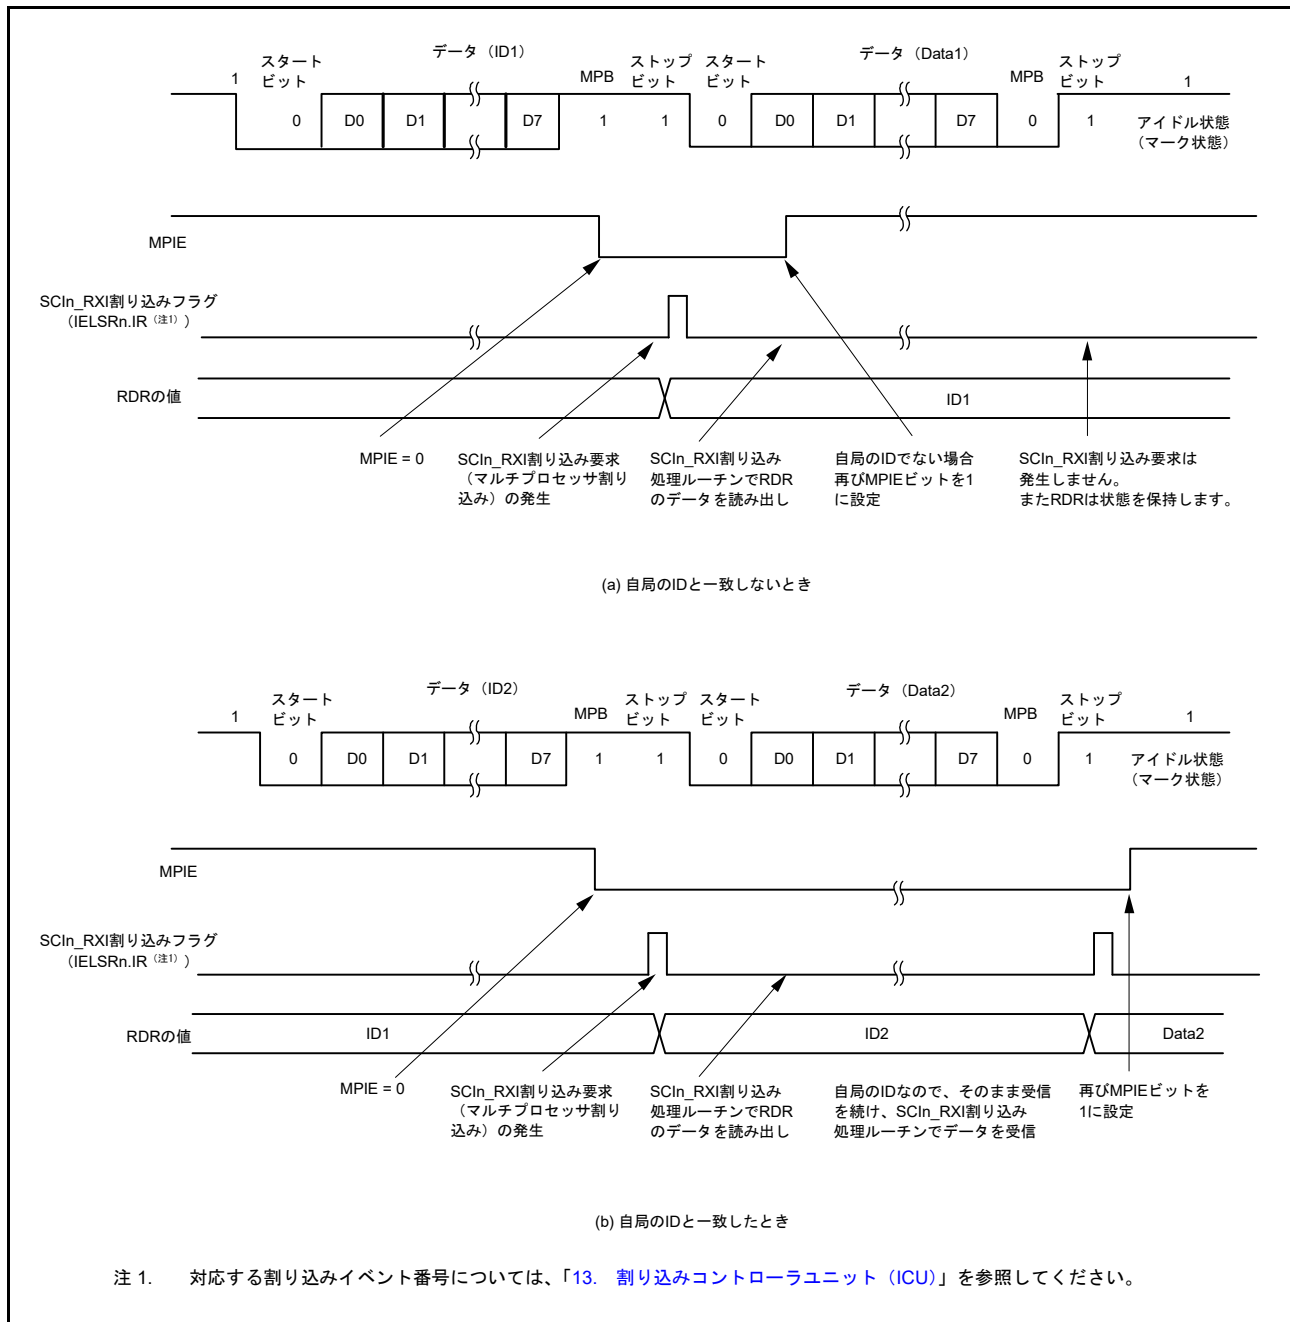 データ（ID1）
データ（Data1）
1
スタート
ビット
MPB
ストップ
ビット
スタート
ビット
MPB
ストップ
ビット
1
0 D0 D1 D7 1 1 0 D0 D1 D7 0 1
アイドル状態
（マーク状態）
MPIE
SCIn_RXI割り込みフラグ
（IELSRn.IR（注1））
RDRの値
ID1
MPIE = 0
SCIn_RXI割り込み要求
（マルチプロセッサ割り
込み）の発生
SCIn_RXI割り込み
処理ルーチンでRDR
のデータを読み出し
自局のIDでない場合
再びMPIEビットを1
に設定
SCIn_RXI割り込み要求は
発生しません。
またRDRは状態を保持します。
(a) 自局のIDと一致しないとき
データ（ID2）
データ（Data2）
1
スタート
ビット
MPB
ストップ
ビット
スタート
ビット
MPB
ストップ
ビット
1
0 D0 D1 D7 1 1 0 D0 D1 D7 0 1
アイドル状態
（マーク状態）
MPIE
SCIn_RXI割り込みフラグ
（IELSRn.IR（注1））
RDRの値
ID1
ID2
Data2
MPIE = 0
SCIn_RXI割り込み要求
（マルチプロセッサ割り
込み）の発生
SCIn_RXI割り込み
処理ルーチンでRDR
のデータを読み出し
自局のIDなので、そのまま受信
を続け、SCIn_RXI割り込み
処理ルーチンでデータを受信
再びMPIEビットを
1に設定
(b) 自局のIDと一致したとき
注 1. 対応する割り込みイベント番号については、「13. 割り込みコントローラユニット（ICU）」を参照してください。